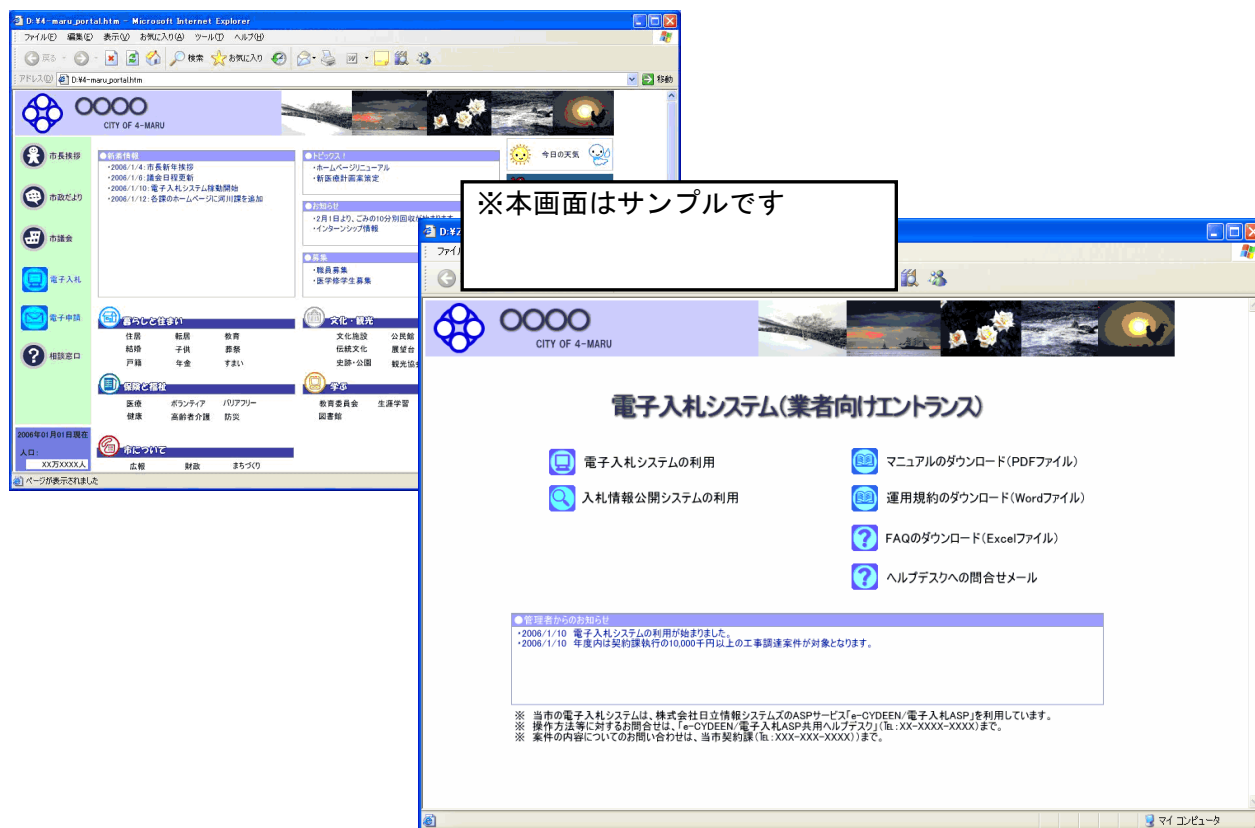 D:¥4-maru_portal.htm - Microsoft Internet Explorer
ファイル(F) 編集(E) 表示(V) お気に入り(A) ツール(T) ヘルプ(H)
戻る 検索 お気に入り
アドレス(D) D:¥4-maru_portal.htm 移動
〇〇〇〇
CITY OF 4-MARU
市長挨拶
市政だより
市議会
電子入札
電子申請
相談窓口
2006年01月01日現在
人口:
XX万XXXX人
●新着情報
・2006/1/4:市長新年挨拶
・2006/1/6:議会日程更新
・2006/1/10:電子入札システム稼動開始
・2006/1/12:各課のホームページに河川課を追加
●トピックス!
・ホームページリニューアル
・新医療計画案策定
●お知らせ
・2月1日より、ごみの10分別回収が始まります
・インターンシップ情報
●募集
・職員募集
・医学修学生募集
今日の天気
暮らしと住まい
住居 転居 教育
結婚 子供 葬祭
戸籍 年金 すまい
文化・観光
文化施設 公民館
伝統文化 展望台
史跡・公園 観光協
保険と福祉
医療 ボランティア バリアフリー
健康 高齢者介護 防災
学ぶ
教育委員会 生涯学習
図書館
市について
広報 財政 まちづくり
ページが表示されました
※本画面はサンプルです
D:¥
ファイル
〇〇〇〇
CITY OF 4-MARU
電子入札システム(業者向けエントランス)
電子入札システムの利用
入札情報公開システムの利用
マニュアルのダウンロード(PDFファイル)
運用規約のダウンロード(Wordファイル)
FAQのダウンロード(Excelファイル)
ヘルプデスクへの問合せメール
●管理者からのお知らせ
・2006/1/10 電子入札システムの利用が始まりました。
・2006/1/10 年度内は契約課執行の10,000千円以上の工事調達案件が対象となります。
※ 当市の電子入札システムは、株式会社日立情報システムズのASPサービス「e-CYDEEN/電子入札ASP」を利用しています。
※ 操作方法等に対するお問合せは、「e-CYDEEN/電子入札ASP共用ヘルプデスク」(℡:XX-XXXX-XXXX)まで。
※ 案件の内容についてのお問い合わせは、当市契約課(℡:XXX-XXX-XXXX))まで。
マイ コンピュータ